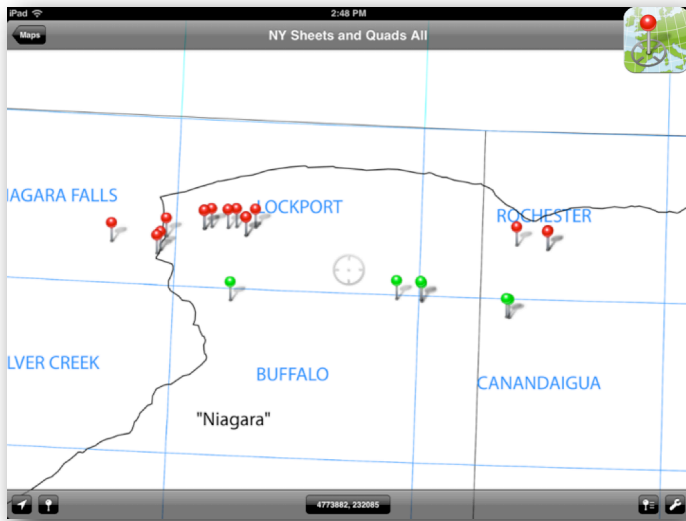 iPad 2:48 PM
Maps NY Sheets and Quads All
IAGARA FALLS
LOCKPORT
ROCHESTER
LVER CREEK
BUFFALO
CANANDAIGUA
"Niagara"
4773882, 232085